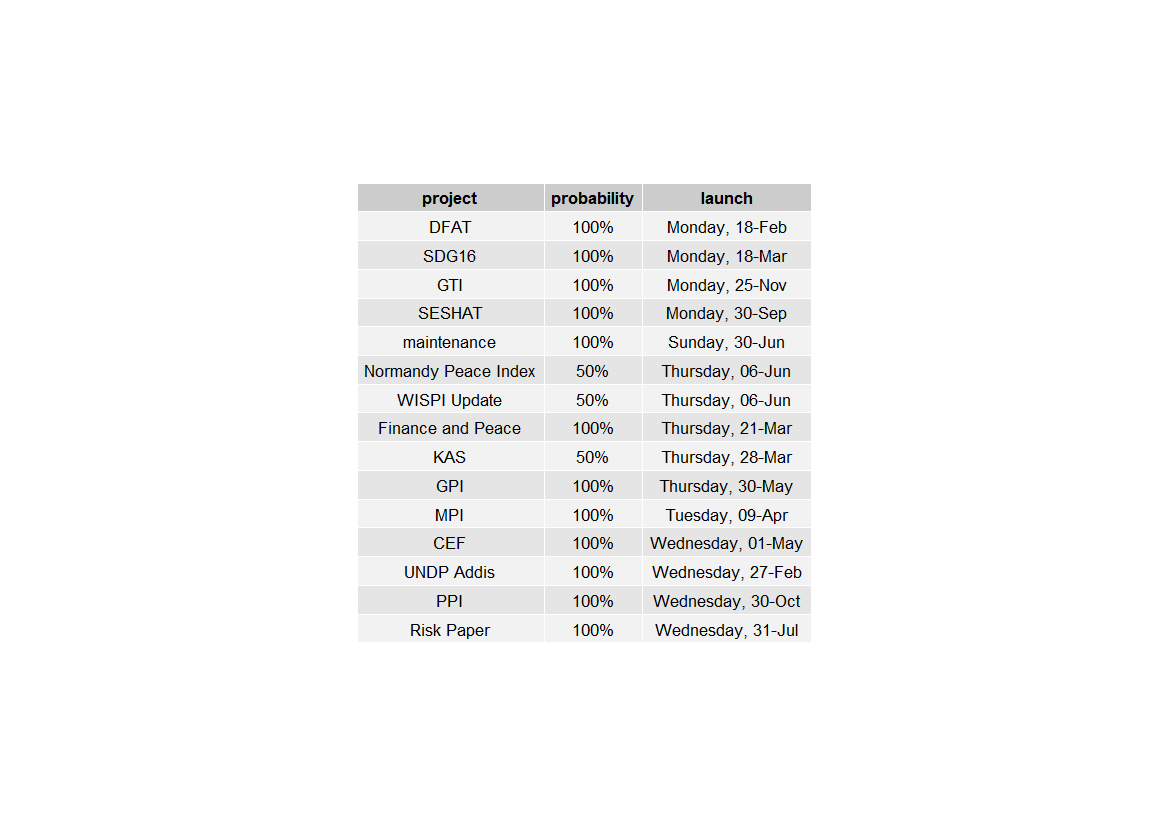 project probability launch
DFAT 100% Monday, 18-Feb
SDG16 100% Monday, 18-Mar
GTI 100% Monday, 25-Nov
SESHAT 100% Monday, 30-Sep
maintenance 100% Sunday, 30-Jun
Normandy Peace Index 50% Thursday, 06-Jun
WISPI Update 50% Thursday, 06-Jun
Finance and Peace 100% Thursday, 21-Mar
KAS 50% Thursday, 28-Mar
GPI 100% Thursday, 30-May
MPI 100% Tuesday, 09-Apr
CEF 100% Wednesday, 01-May
UNDP Addis 100% Wednesday, 27-Feb
PPI 100% Wednesday, 30-Oct
Risk Paper 100% Wednesday, 31-Jul